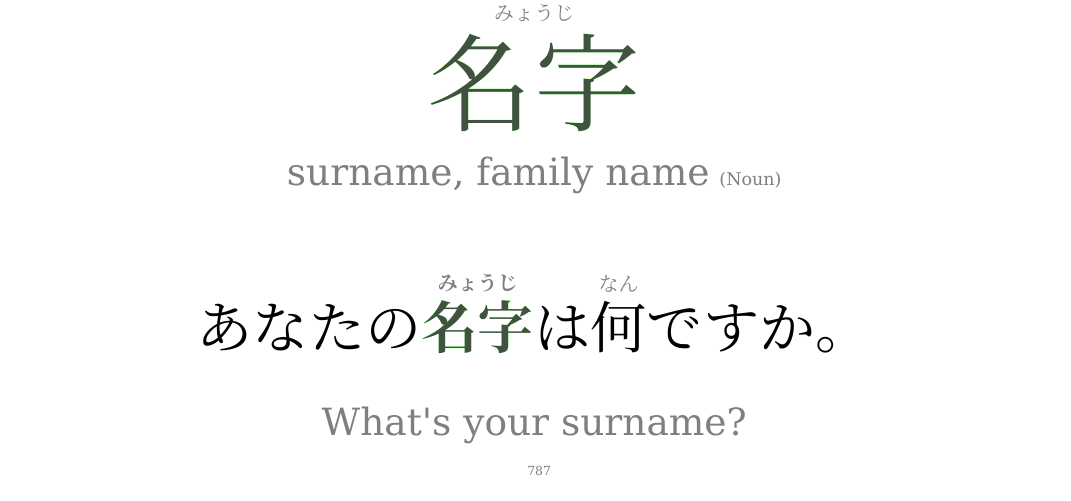 みょうじ
名字
surname, family name (Noun)
みょうじ なん
あなたの名字は何ですか。
What's your surname?
787